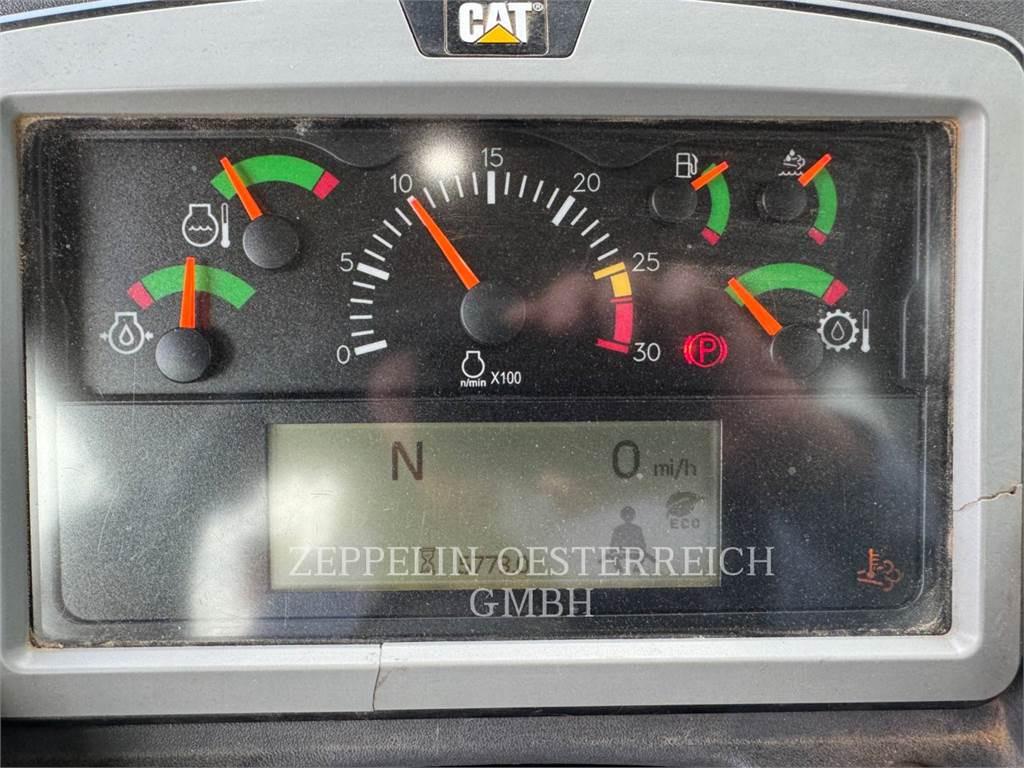 CAT®
15
10
20
5
25
0
30
n/min X100
P
N
0 mi/h
ECO
ZEPPELIN OESTERREICH
GMBH